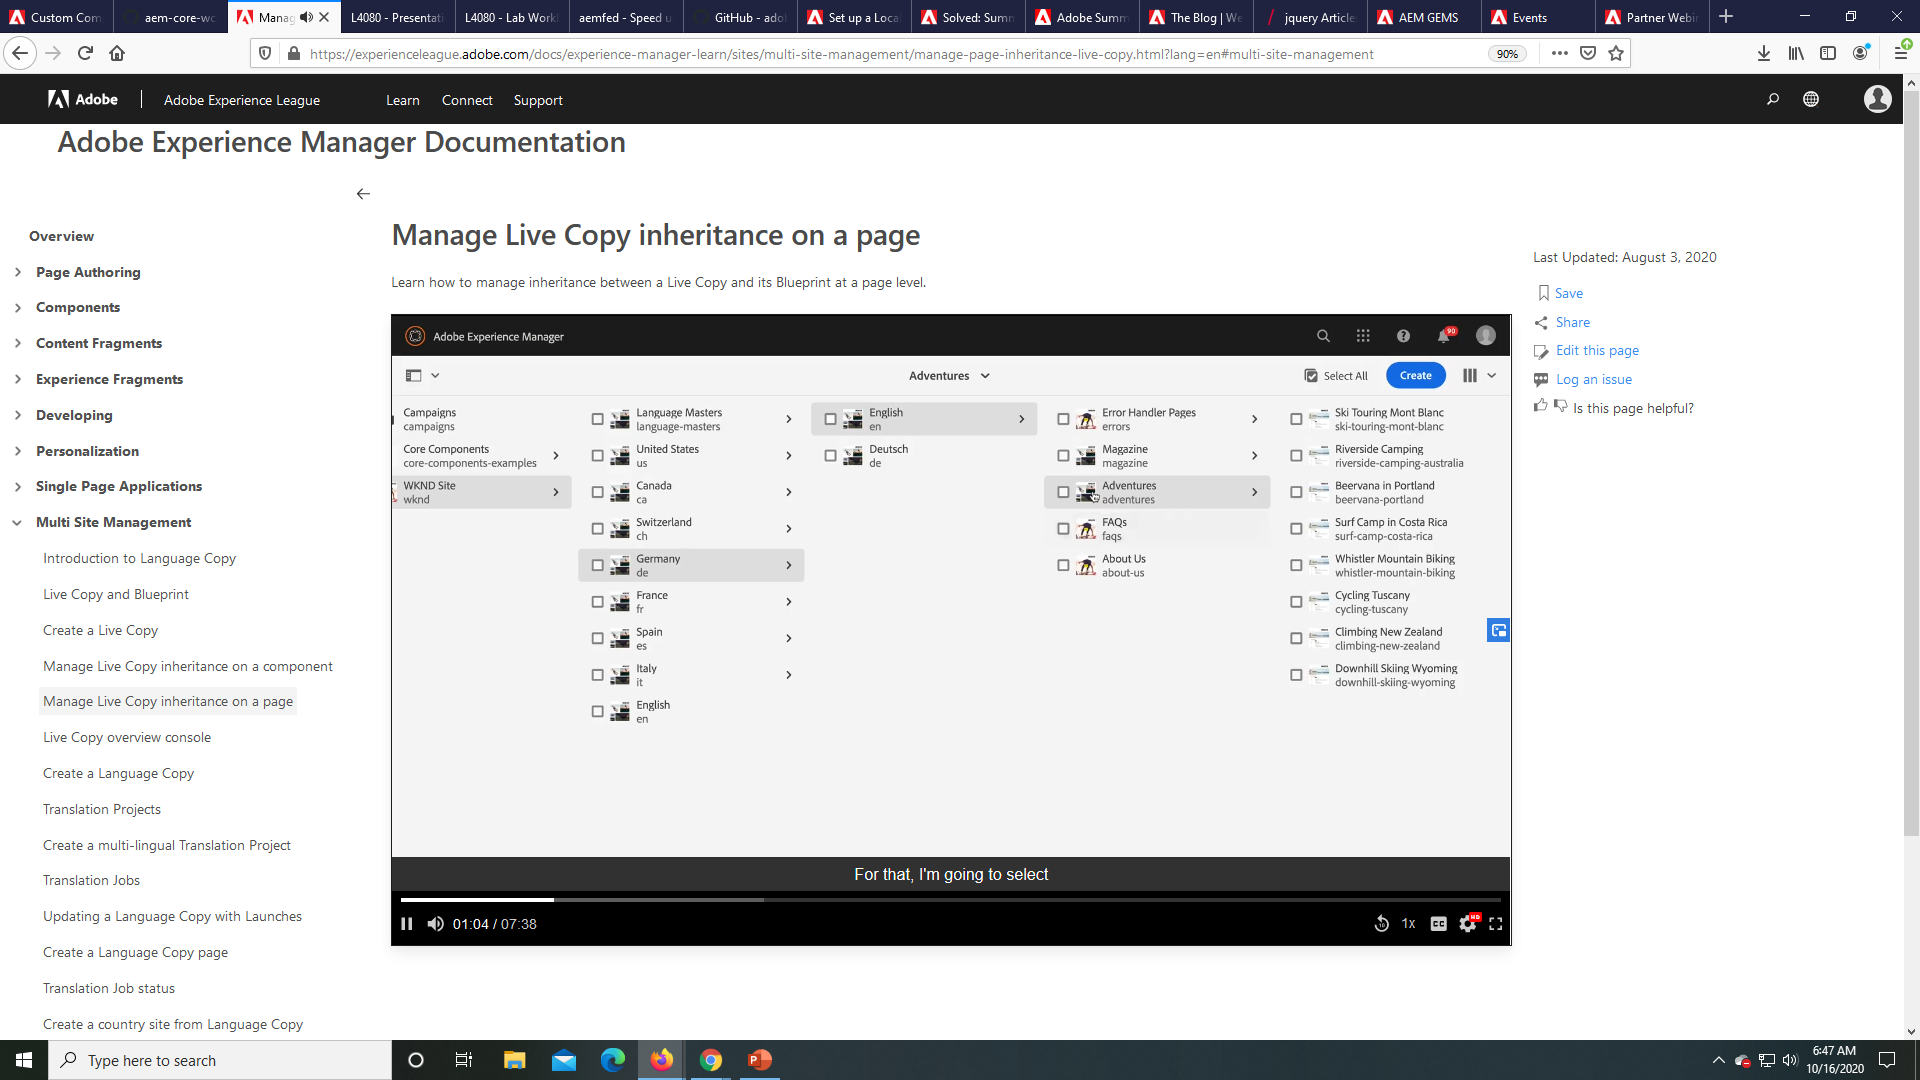 Custom Com
aem-core-wc
Manag
L4080 - Presentati
L4080 - Lab Work
aemfed - Speed u
GitHub - adob
Set up a Local
Solved: Summ
Adobe Summ
The Blog | We
jquery Article
AEM GEMS
Events
Partner Webin
https://experienceleague.adobe.com/docs/experience-manager-learn/sites/multi-site-management/manage-page-inheritance-live-copy.html?lang=en#multi-site-management
90%
Adobe
Adobe Experience League
Learn
Connect
Support
Adobe Experience Manager Documentation
Overview
Page Authoring
Components
Content Fragments
Experience Fragments
Developing
Personalization
Single Page Applications
Multi Site Management
Introduction to Language Copy
Live Copy and Blueprint
Create a Live Copy
Manage Live Copy inheritance on a component
Manage Live Copy inheritance on a page
Live Copy overview console
Create a Language Copy
Translation Projects
Create a multi-lingual Translation Project
Translation Jobs
Updating a Language Copy with Launches
Create a Language Copy page
Translation Job status
Create a country site from Language Copy
Manage Live Copy inheritance on a page
Learn how to manage inheritance between a Live Copy and its Blueprint at a page level.
Adobe Experience Manager
90
Adventures
Select All
Create
Campaigns
campaigns
Core Components
core-components-examples
WKND Site
wknd
Language Masters
language-masters
United States
us
Canada
ca
Switzerland
ch
Germany
de
France
fr
Spain
es
Italy
it
English
en
English
en
Deutsch
de
Error Handler Pages
errors
Magazine
magazine
Adventures
adventures
FAQs
faqs
About Us
about-us
Ski Touring Mont Blanc
ski-touring-mont-blanc
Riverside Camping
riverside-camping-australia
Beervana in Portland
beervana-portland
Surf Camp in Costa Rica
surf-camp-costa-rica
Whistler Mountain Biking
whistler-mountain-biking
Cycling Tuscany
cycling-tuscany
Climbing New Zealand
climbing-new-zealand
Downhill Skiing Wyoming
downhill-skiing-wyoming
For that, I'm going to select
01:04 / 07:38
10
1x
CC
HD
Last Updated: August 3, 2020
Save
Share
Edit this page
Log an issue
Is this page helpful?
Type here to search
6:47 AM
10/16/2020